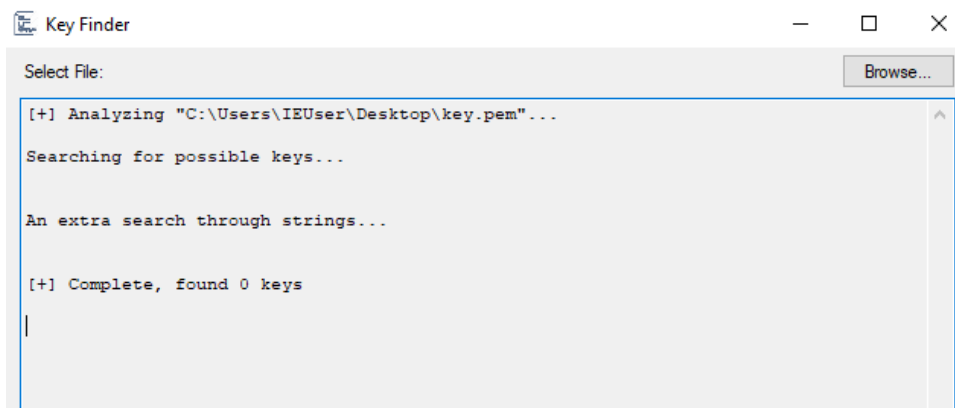 Key Finder
Select File:
Browse...
[+] Analyzing "C:\Users\IEUser\Desktop\key.pem"...
Searching for possible keys...
An extra search through strings...
[+] Complete, found 0 keys